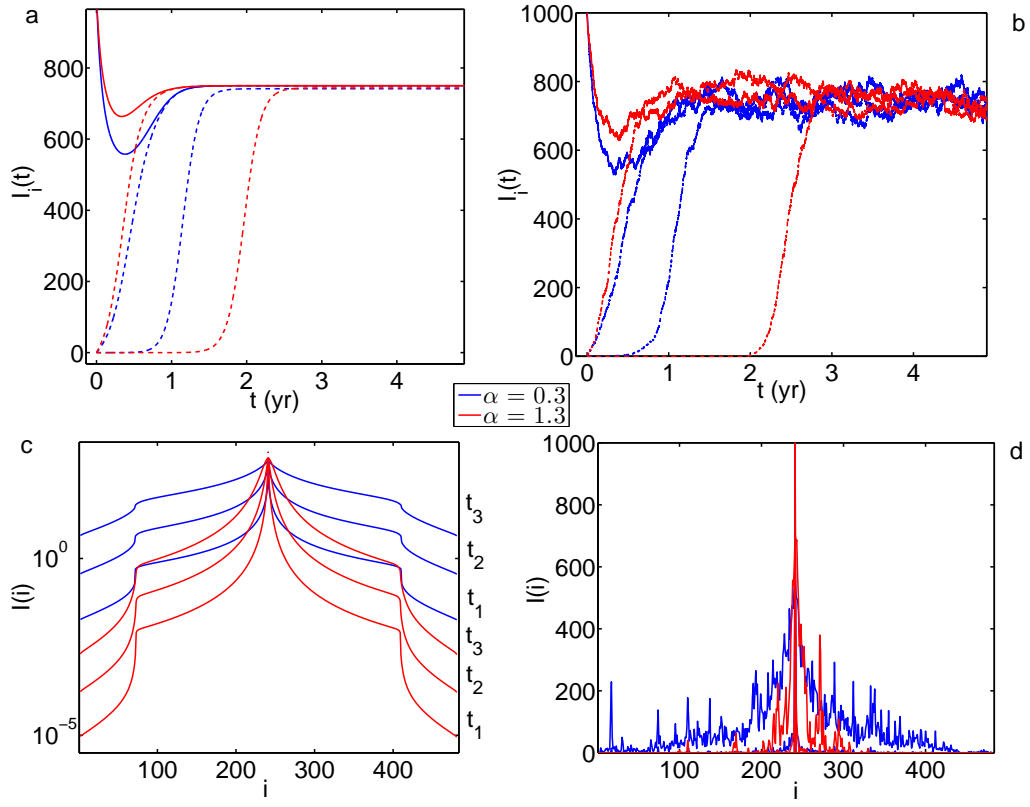 a
I_i(t)
800
600
400
200
0
0 1 2 3 4
t (yr)
b
I_i(t)
1000
800
600
400
200
0
0 1 2 3 4
t (yr)
α = 0.3
α = 1.3
c
I(i)
10^0
10^−5
t_3
t_2
t_1
t_3
t_2
t_1
100 200 300 400
i
d
I(i)
1000
800
600
400
200
0
100 200 300 400
i